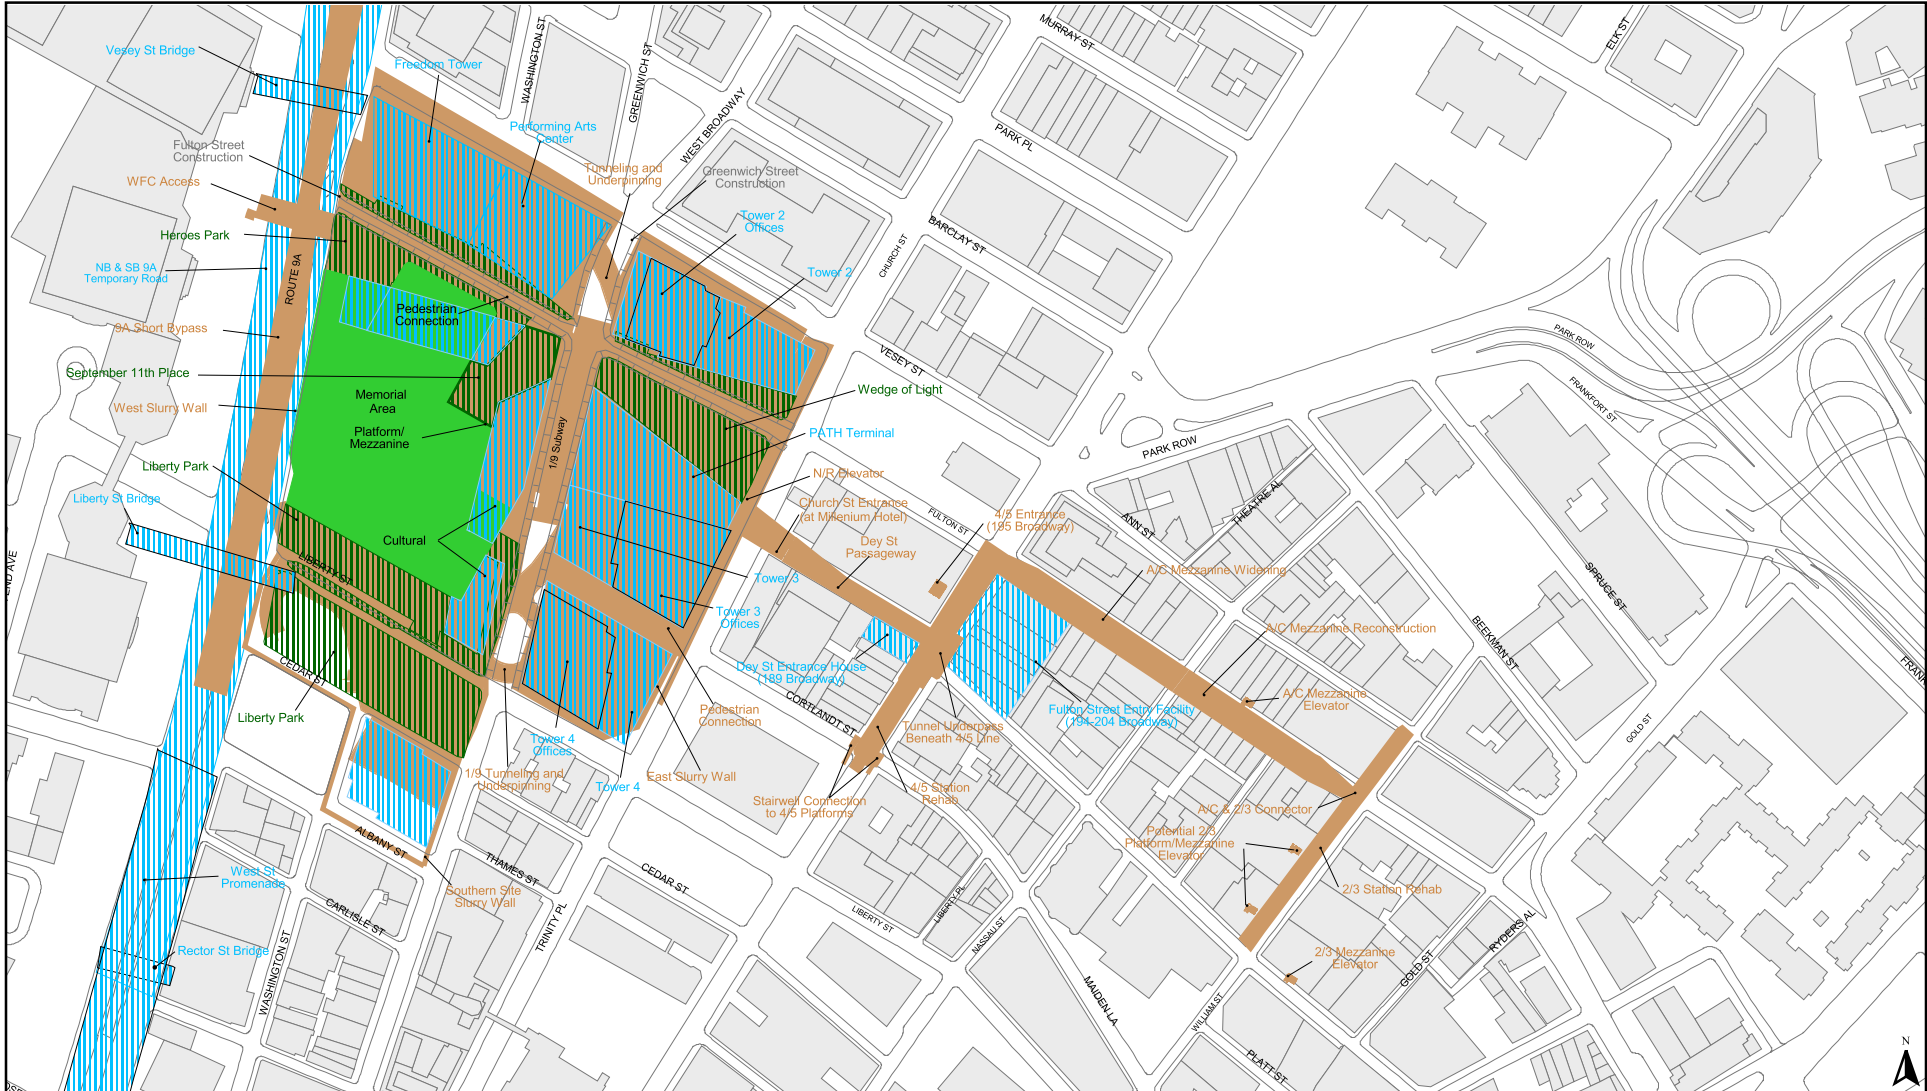 MURRAY ST
ELK ST
WASHINGTON ST
GREENWICH ST
Vesey St Bridge
Freedom Tower
WEST BROADWAY
PARK PL
Performing Arts
Center
Fulton Street
Construction
WFC Access
Tunneling and
Underpinning
Greenwich Street
Construction
Tower 2
Offices
BARCLAY ST
CHURCH ST
Heroes Park
NB & SB 9A
Temporary Road
ROUTE 9A
Tower 2
Pedestrian
Connection
9A Short Bypass
VESEY ST
PARK ROW
September 11th Place
Wedge of Light
FRANKFORT ST
West Slurry Wall
Memorial
Area
Platform/
Mezzanine
1/9 Subway
PATH Terminal
PARK ROW
Liberty Park
N/R Elevator
Liberty St Bridge
Church St Entrance
(at Millenium Hotel)
FULTON ST
4/5 Entrance
(195 Broadway)
ANN ST
THEATRE AL
Cultural
Dey St
Passageway
LIBERTY ST
END AVE
Tower 3
A/C Mezzanine Widening
SPRUCE ST
Tower 3
Offices
A/C Mezzanine Reconstruction
BEEKMAN ST
CEDAR ST
Dey St Entrance House
(189 Broadway)
FRANK
CORTLANDT ST
A/C Mezzanine
Elevator
Liberty Park
Pedestrian
Connection
Fulton Street Entry Facility
(194-204 Broadway)
Tunnel Underpass
Beneath 4/5 Line
GOLD ST
Tower 4
Offices
1/9 Tunneling and
Underpinning
Tower 4
East Slurry Wall
Stairwell Connection
to 4/5 Platforms
4/5 Station
Rehab
A/C & 2/3 Connector
Potential 2/3
Platform/Mezzanine
Elevator
ALBANY ST
THAMES ST
CEDAR ST
West St
Promenade
Southern Site
Slurry Wall
2/3 Station Rehab
CARLISLE ST
TRINITY PL
LIBERTY ST
LIBERTY PL
NASSAU ST
RYDERS AL
Rector St Bridge
WASHINGTON ST
2/3 Mezzanine
Elevator
GOLD ST
MAIDEN LA
WILLIAM ST
PLATT ST
N